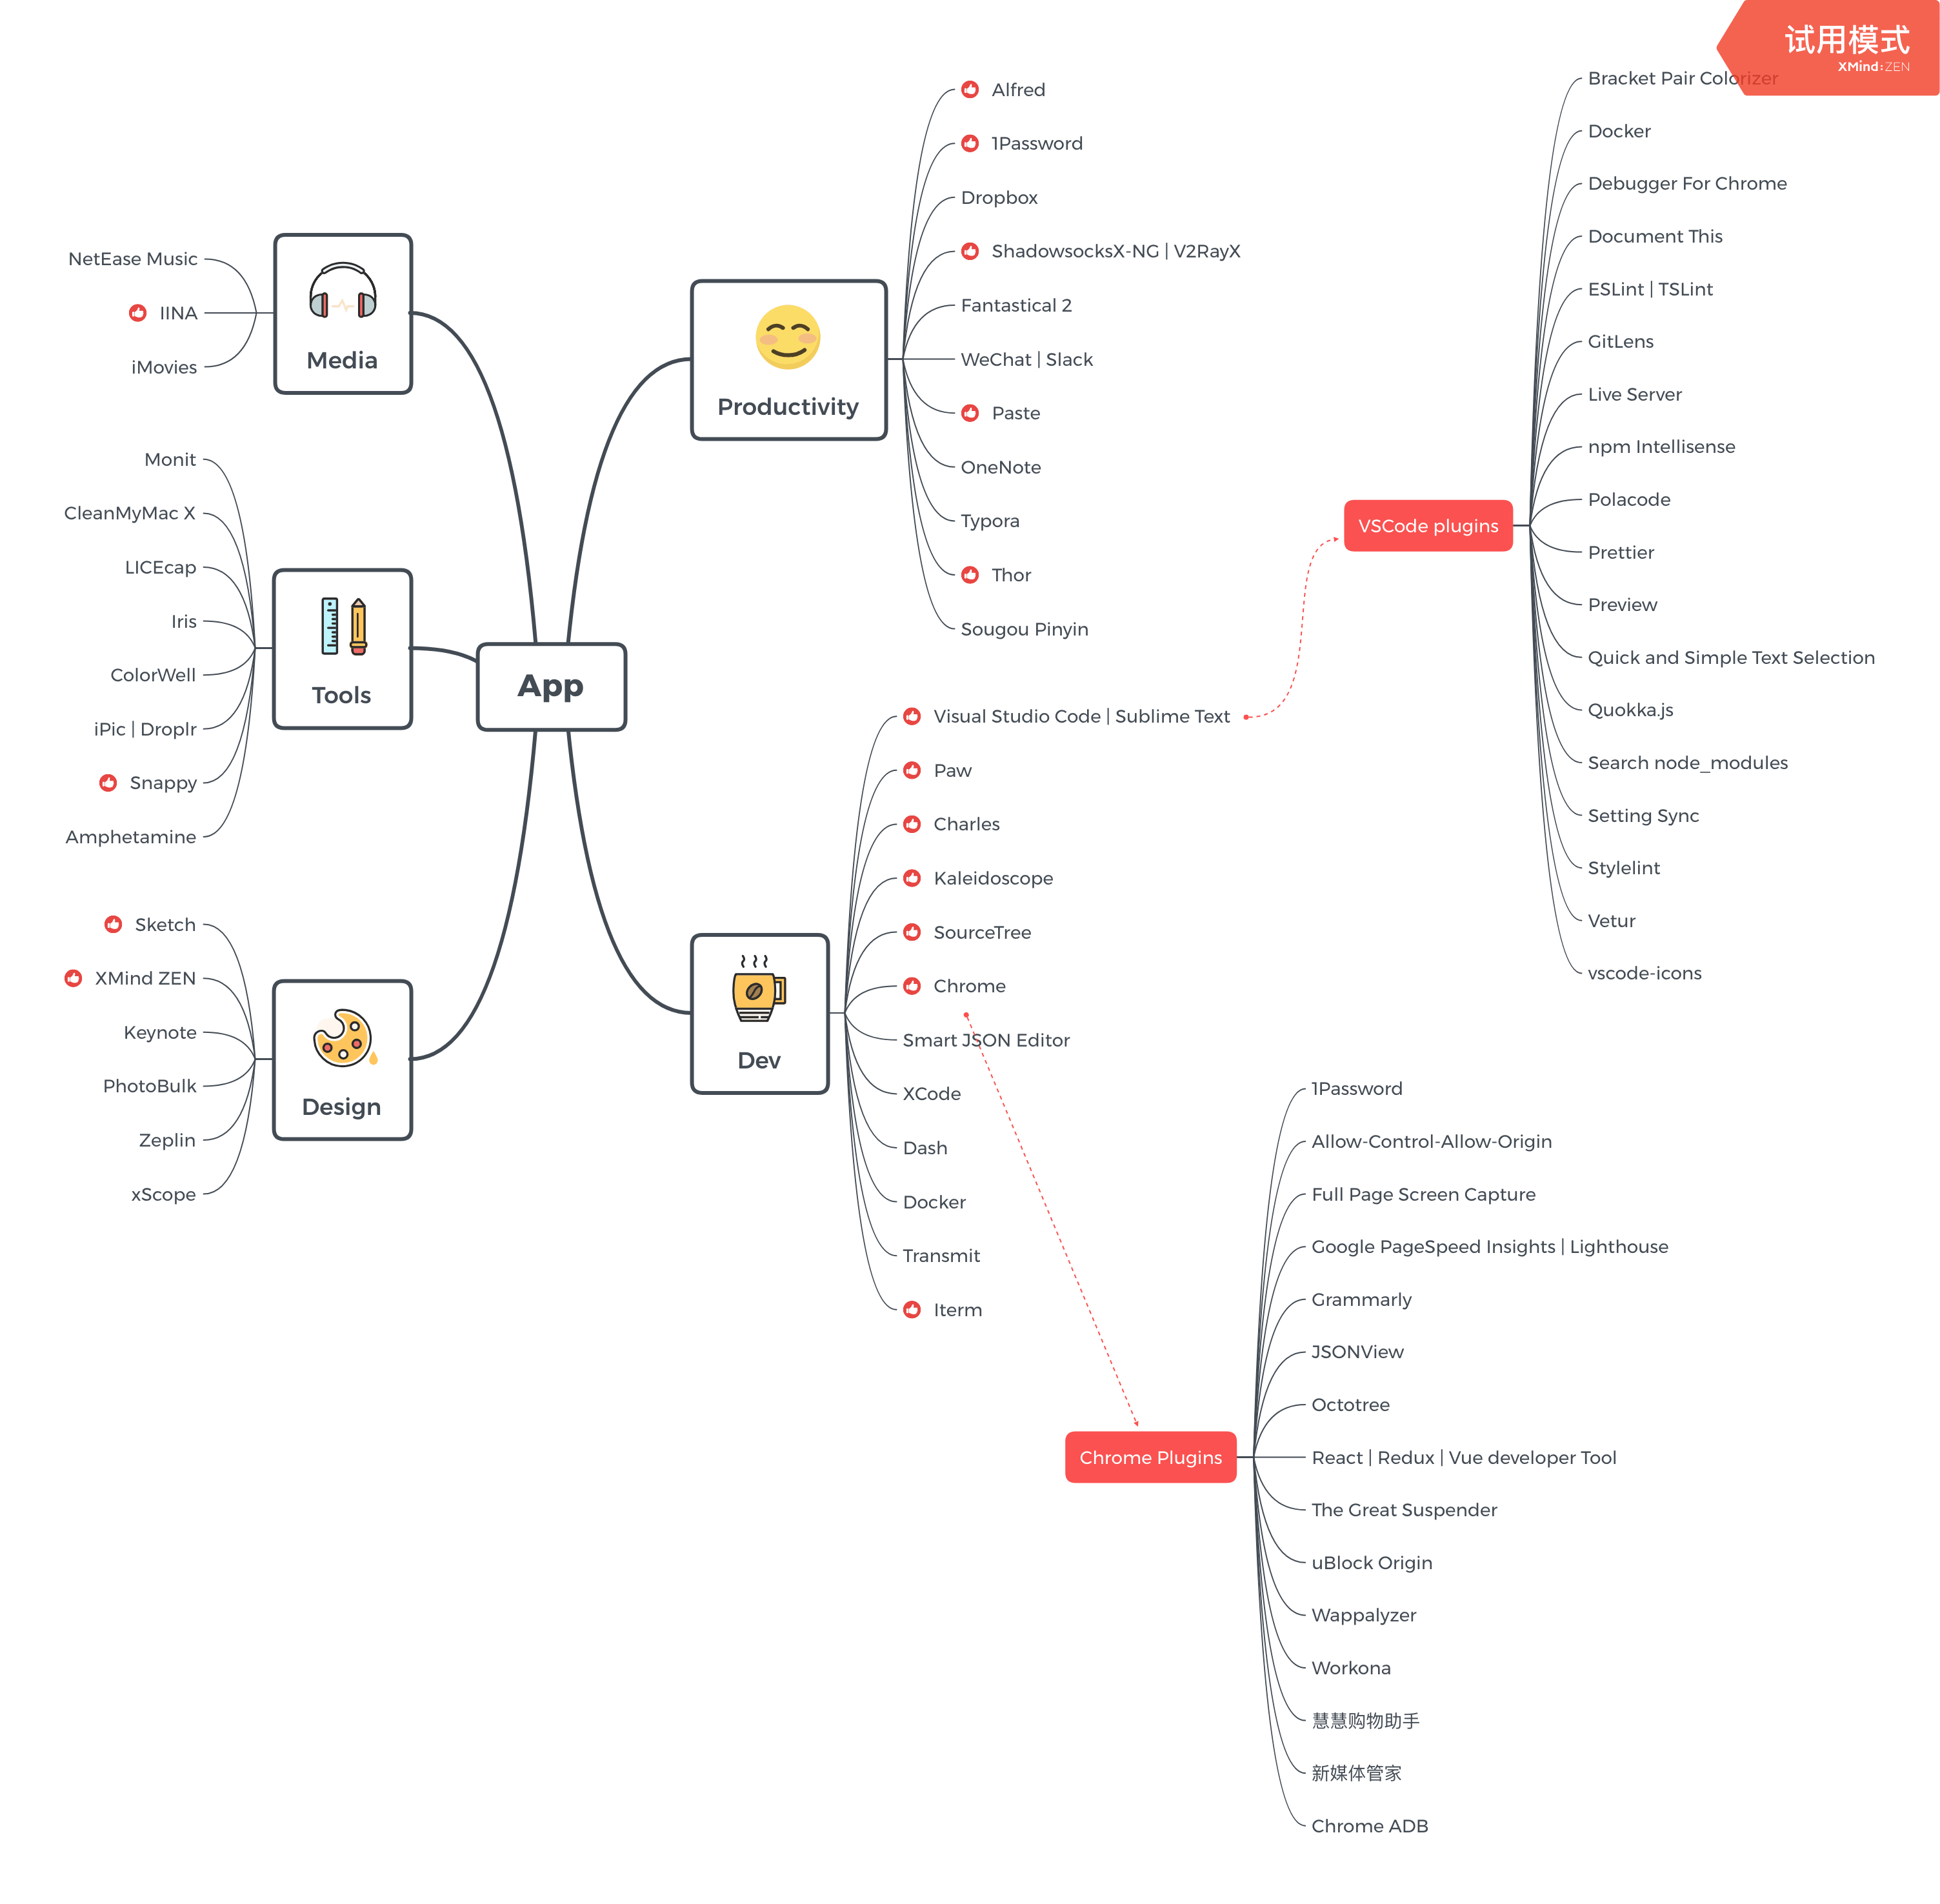 试用模式
XMind:ZEN
App
Media
NetEase Music
IINA
iMovies
Tools
Monit
CleanMyMac X
LICEcap
Iris
ColorWell
iPic | Droplr
Snappy
Amphetamine
Design
Sketch
XMind ZEN
Keynote
PhotoBulk
Zeplin
xScope
Productivity
Alfred
1Password
Dropbox
ShadowsocksX-NG | V2RayX
Fantastical 2
WeChat | Slack
Paste
OneNote
Typora
Thor
Sougou Pinyin
Dev
Visual Studio Code | Sublime Text
Paw
Charles
Kaleidoscope
SourceTree
Chrome
Smart JSON Editor
XCode
Dash
Docker
Transmit
Iterm
VSCode plugins
Bracket Pair Colorizer
Docker
Debugger For Chrome
Document This
ESLint | TSLint
GitLens
Live Server
npm Intellisense
Polacode
Prettier
Preview
Quick and Simple Text Selection
Quokka.js
Search node_modules
Setting Sync
Stylelint
Vetur
vscode-icons
Chrome Plugins
1Password
Allow-Control-Allow-Origin
Full Page Screen Capture
Google PageSpeed Insights | Lighthouse
Grammarly
JSONView
Octotree
React | Redux | Vue developer Tool
The Great Suspender
uBlock Origin
Wappalyzer
Workona
慧慧购物助手
新媒体管家
Chrome ADB